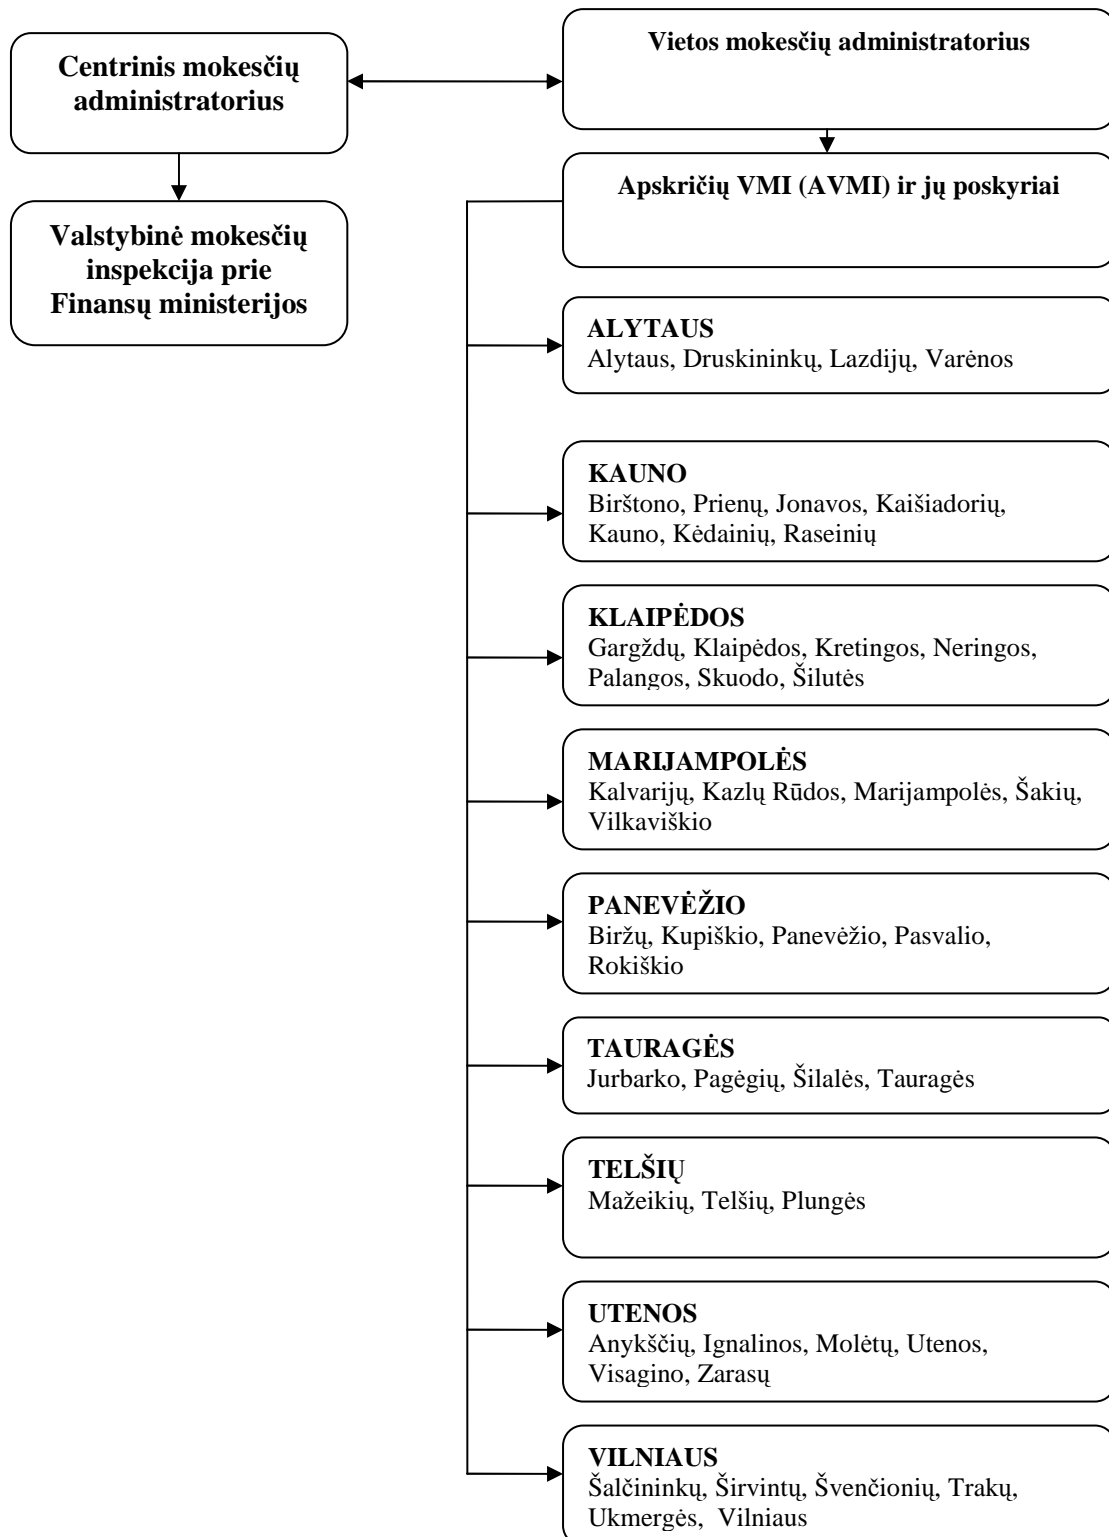 Centrinis mokesčių
administratorius
Vietos mokesčių administratorius
Valstybinė mokesčių
inspekcija prie
Finansų ministerijos
Apskričių VMI (AVMI) ir jų poskyriai
ALYTAUS
Alytaus, Druskininkų, Lazdijų, Varėnos
KAUNO
Birštono, Prienų, Jonavos, Kaišiadorių,
Kauno, Kėdainių, Raseinių
KLAIPĖDOS
Gargždų, Klaipėdos, Kretingos, Neringos,
Palangos, Skuodo, Šilutės
MARIJAMPOLĖS
Kalvarijų, Kazlų Rūdos, Marijampolės, Šakių,
Vilkaviškio
PANEVĖŽIO
Biržų, Kupiškio, Panevėžio, Pasvalio,
Rokiškio
TAURAGĖS
Jurbarko, Pagėgių, Šilalės, Tauragės
TELŠIŲ
Mažeikių, Telšių, Plungės
UTENOS
Anykščių, Ignalinos, Molėtų, Utenos,
Visagino, Zarasų
VILNIAUS
Šalčininkų, Širvintų, Švenčionių, Trakų,
Ukmergės, Vilniaus